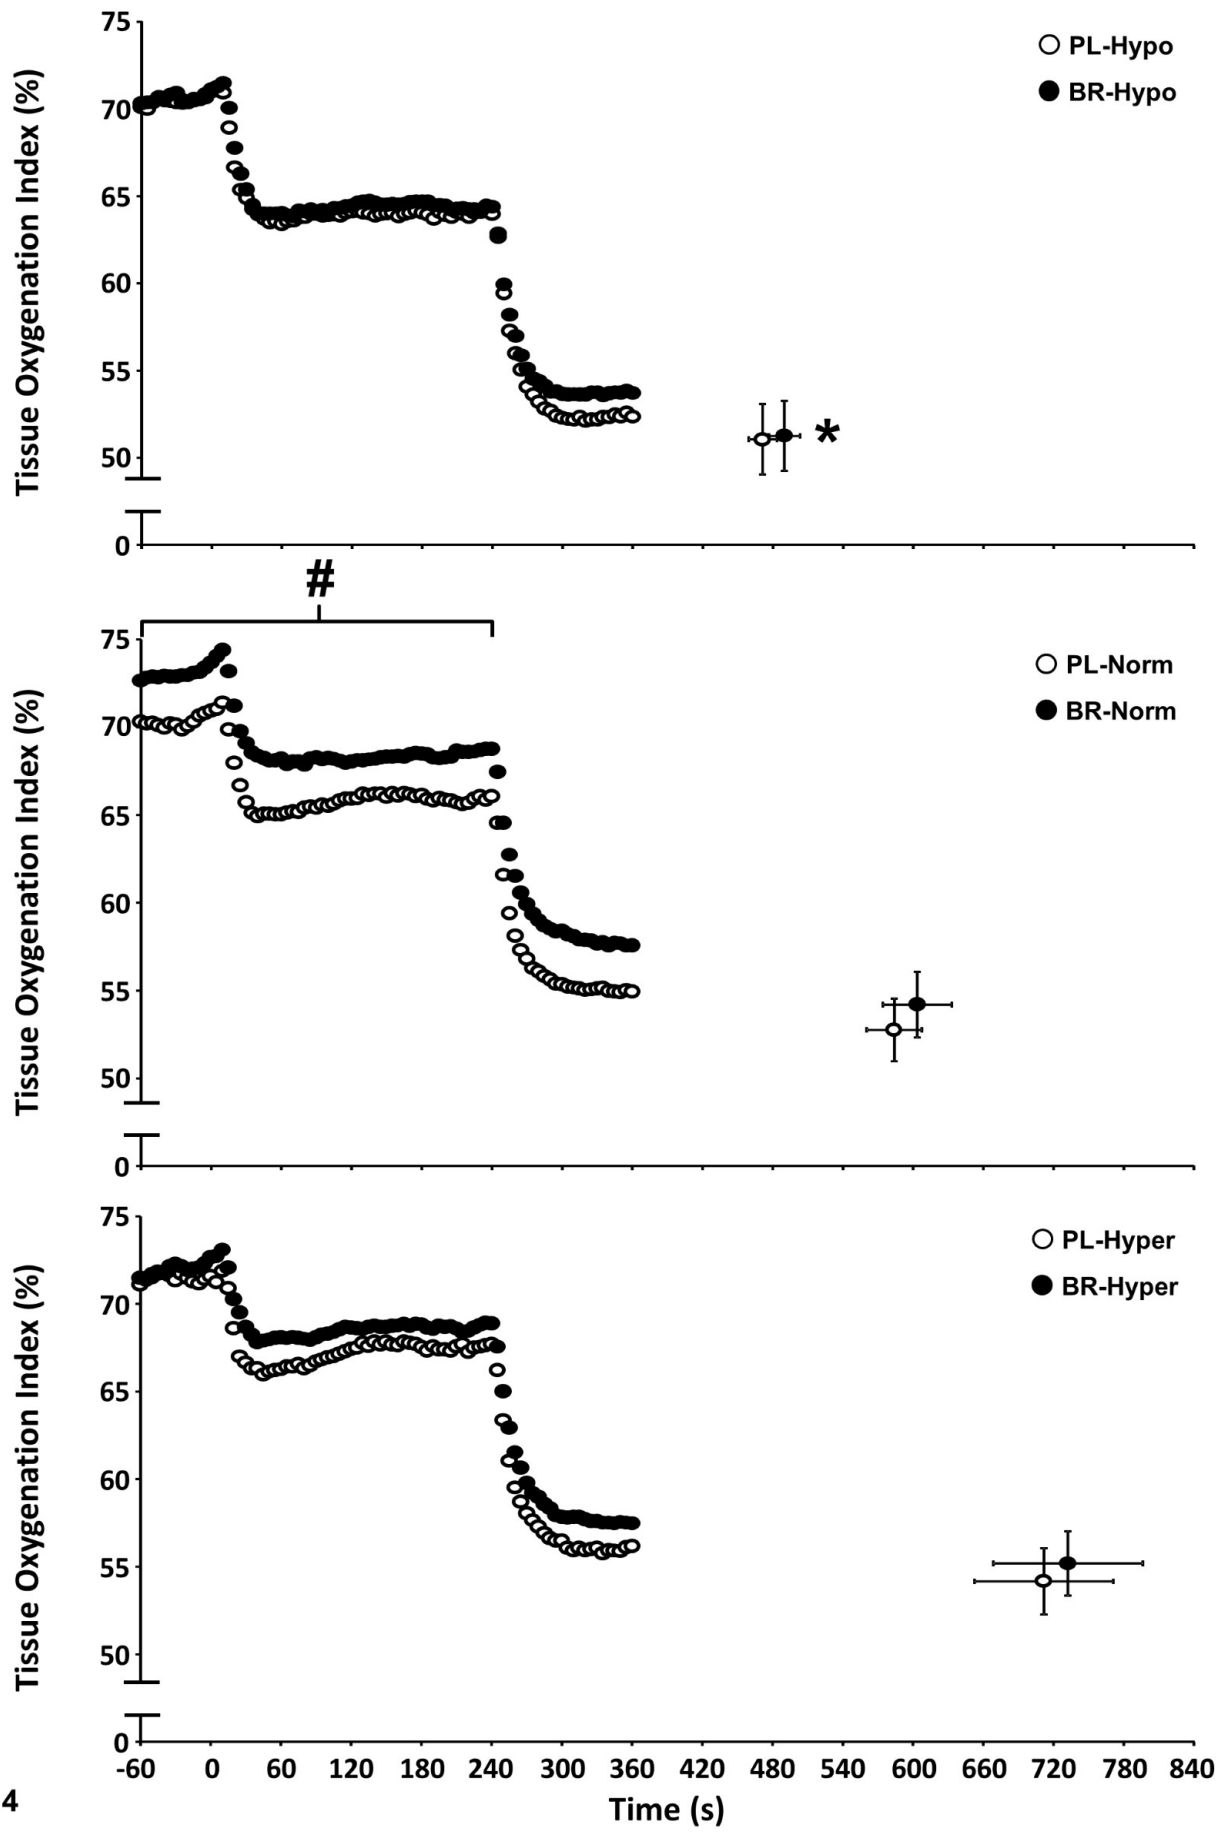 75
70
65
60
55
50
0
Tissue Oxygenation Index (%)
PL-Hypo
BR-Hypo
*
#
75
70
65
60
55
50
0
Tissue Oxygenation Index (%)
PL-Norm
BR-Norm
75
70
65
60
55
50
0
Tissue Oxygenation Index (%)
PL-Hyper
BR-Hyper
-60 0 60 120 180 240 300 360 420 480 540 600 660 720 780 840
Time (s)
4